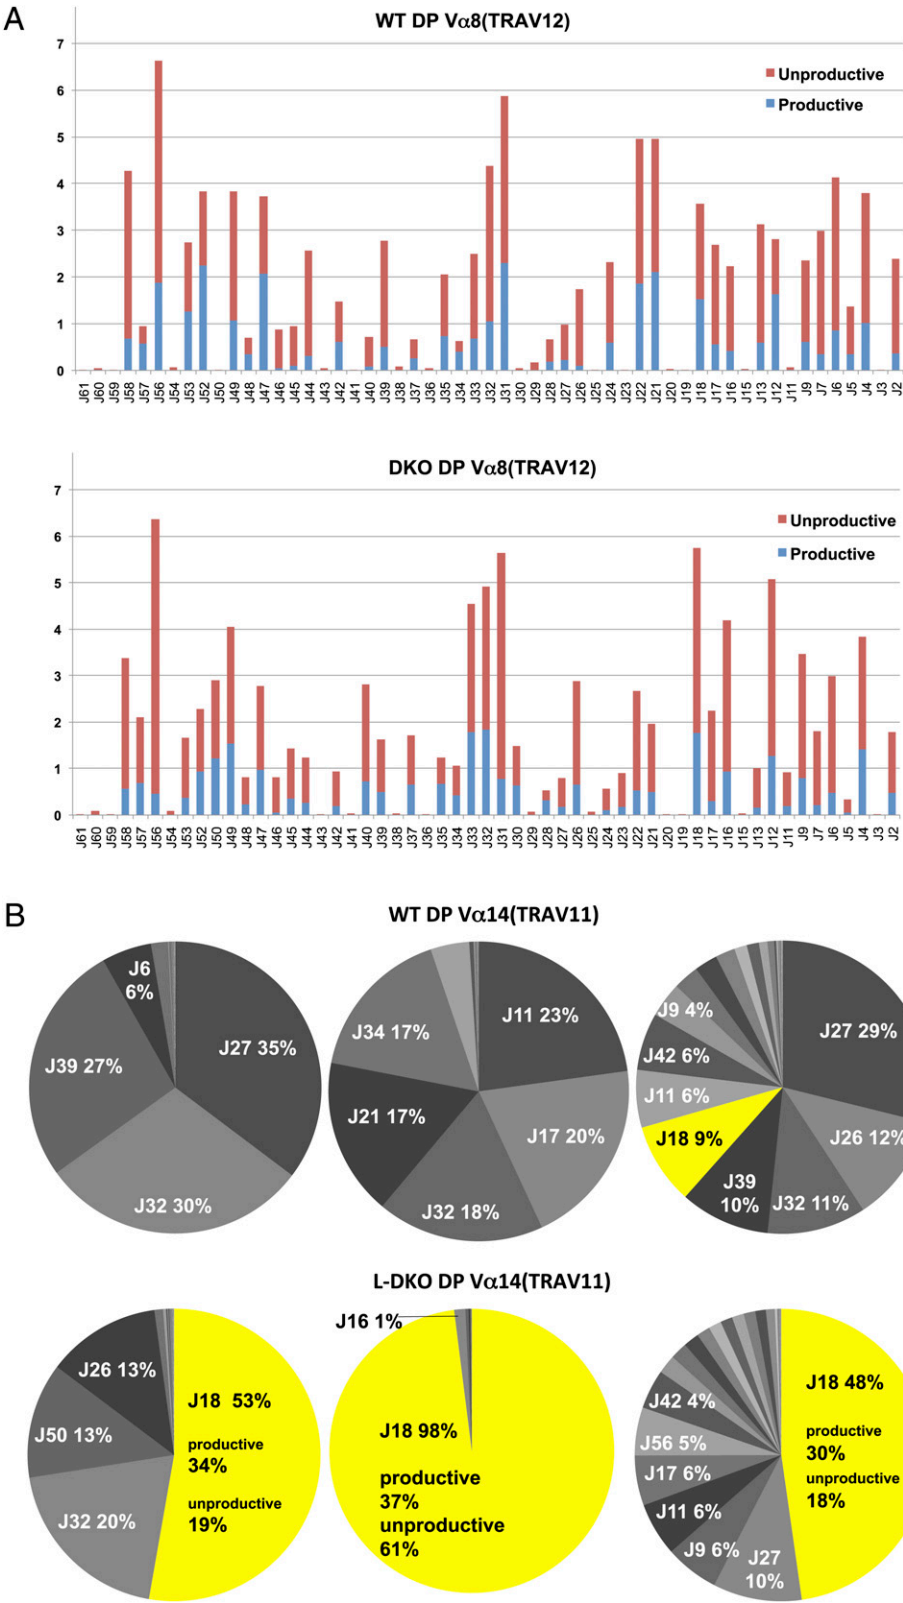 A
WT DP Vα8(TRAV12)
7
6
5
4
3
2
1
0
Unproductive
Productive
J61 J60 J59 J58 J57 J56 J54 J53 J52 J50 J49 J48 J47 J46 J45 J44 J43 J42 J41 J40 J39 J38 J37 J36 J35 J34 J33 J32 J31 J30 J29 J28 J27 J26 J25 J24 J23 J22 J21 J20 J19 J18 J17 J16 J15 J13 J12 J11 J9 J7 J6 J5 J4 J3 J2
DKO DP Vα8(TRAV12)
7
6
5
4
3
2
1
0
Unproductive
Productive
J61 J60 J59 J58 J57 J56 J54 J53 J52 J50 J49 J48 J47 J46 J45 J44 J43 J42 J41 J40 J39 J38 J37 J36 J35 J34 J33 J32 J31 J30 J29 J28 J27 J26 J25 J24 J23 J22 J21 J20 J19 J18 J17 J16 J15 J13 J12 J11 J9 J7 J6 J5 J4 J3 J2
B
WT DP Vα14(TRAV11)
J6
6%
J27 35%
J39 27%
J32 30%
J11 23%
J34 17%
J21 17%
J17 20%
J32 18%
J9 4%
J27 29%
J42 6%
J11 6%
J26 12%
J18 9%
J39
10%
J32 11%
L-DKO DP Vα14(TRAV11)
J26 13%
J18 53%
J50 13%
productive
34%
unproductive
19%
J32 20%
J16 1%
J18 98%
productive
37%
unproductive
61%
J18 48%
J42 4%
productive
30%
J56 5%
J17 6%
unproductive
18%
J11 6%
J9 6%
J27
10%